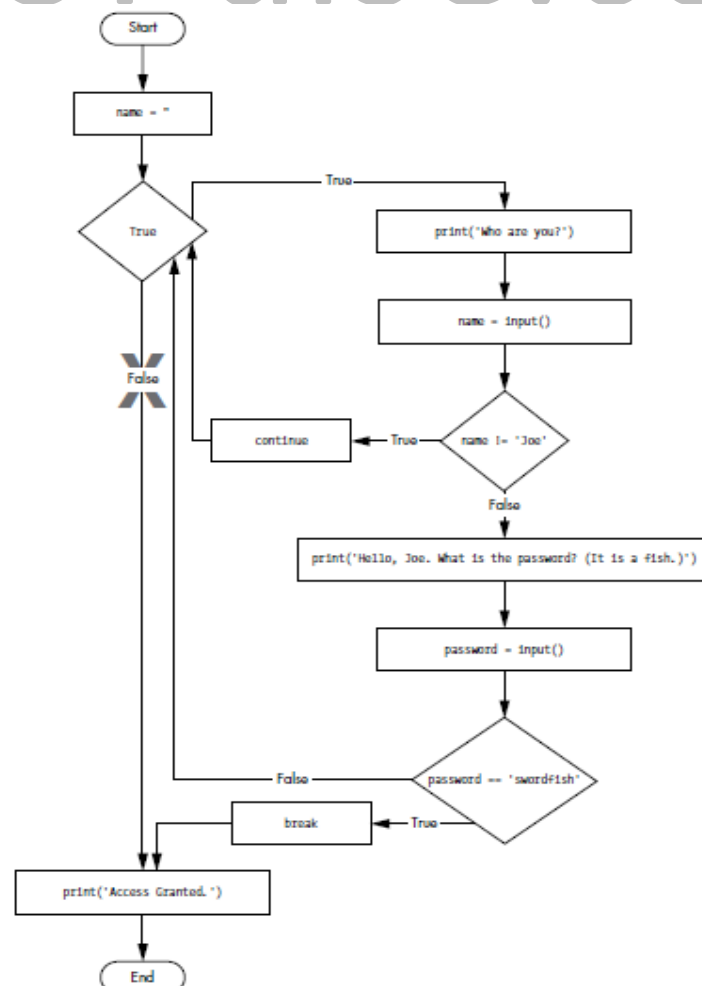 Start
name = ''
True
True
print('Who are you?')
name = input()
False
continue
True
name != 'Joe'
False
print('Hello, Joe. What is the password? (It is a fish.)')
password = input()
False
password == 'swordfish'
break
True
print('Access Granted.')
End